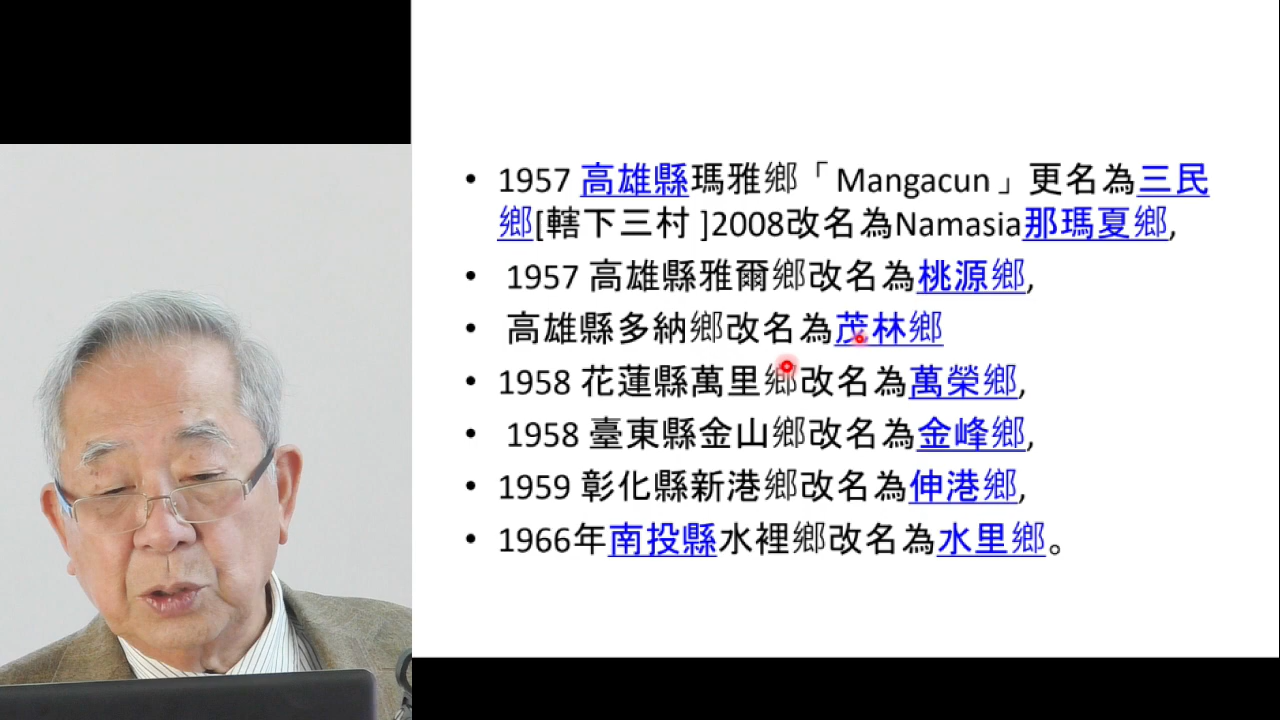 • 1957 高雄縣瑪雅鄉「Mangacun」更名為三民
鄉[轄下三村 ]2008改名為Namasia那瑪夏鄉,
• 1957 高雄縣雅爾鄉改名為桃源鄉,
• 高雄縣多納鄉改名為茂林鄉
• 1958 花蓮縣萬里鄉改名為萬榮鄉,
• 1958 臺東縣金山鄉改名為金峰鄉,
• 1959 彰化縣新港鄉改名為伸港鄉,
• 1966年南投縣水裡鄉改名為水里鄉。